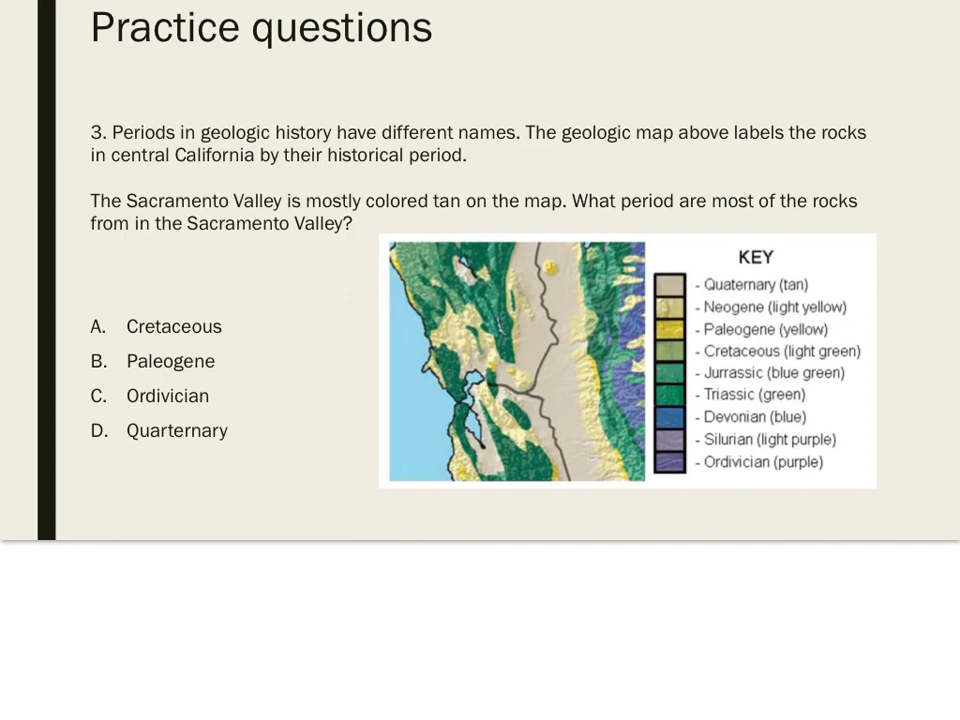 Practice questions
3. Periods in geologic history have different names. The geologic map above labels the rocks
in central California by their historical period.
The Sacramento Valley is mostly colored tan on the map. What period are most of the rocks
from in the Sacramento Valley?
A. Cretaceous
B. Paleogene
C. Ordivician
D. Quarternary
KEY
- Quaternary (tan)
- Neogene (light yellow)
- Paleogene (yellow)
- Cretaceous (light green)
- Jurrassic (blue green)
- Triassic (green)
- Devonian (blue)
- Silurian (light purple)
- Ordivician (purple)